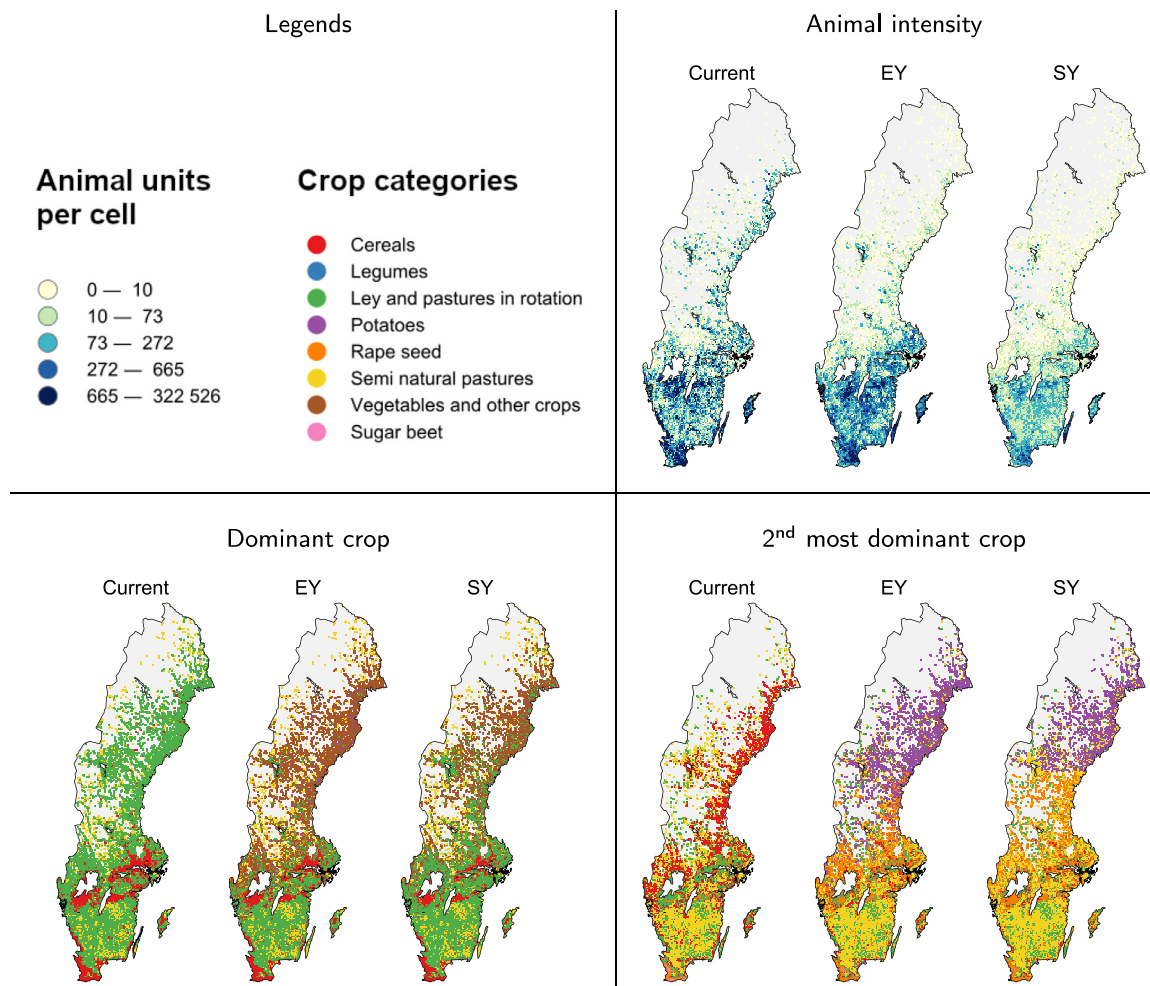 Legends
Animal units
per cell
0 — 10
10 — 73
73 — 272
272 — 665
665 — 322 526
Crop categories
Cereals
Legumes
Ley and pastures in rotation
Potatoes
Rape seed
Semi natural pastures
Vegetables and other crops
Sugar beet
Animal intensity
Current EY SY
Dominant crop
Current EY SY
2nd most dominant crop
Current EY SY